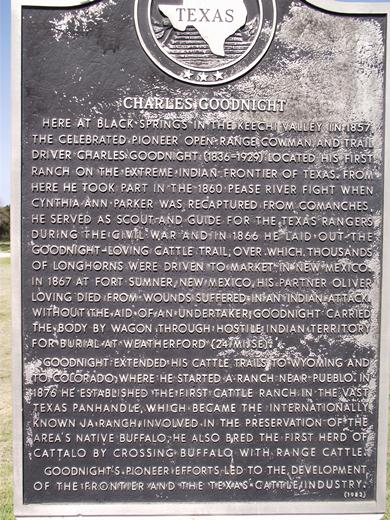 TEXAS
CHARLES GOODNIGHT
HERE AT BLACK SPRINGS IN THE KEECHI VALLEY IN 1857
THE CELEBRATED PIONEER OPEN RANGE COWMAN AND TRAIL
DRIVER CHARLES GOODNIGHT (1836-1929) LOCATED HIS FIRST
RANCH ON THE EXTREME INDIAN FRONTIER OF TEXAS. FROM
HERE HE TOOK PART IN THE 1860 PEASE RIVER FIGHT WHEN
CYNTHIA ANN PARKER WAS RECAPTURED FROM COMANCHES.
HE SERVED AS SCOUT AND GUIDE FOR THE TEXAS RANGERS
DURING THE CIVIL WAR AND IN 1866 HE LAID OUT THE
GOODNIGHT-LOVING CATTLE TRAIL, OVER WHICH THOUSANDS
OF LONGHORNS WERE DRIVEN TO MARKET IN NEW MEXICO.
IN 1867 AT FORT SUMNER, NEW MEXICO, HIS PARTNER OLIVER
LOVING DIED FROM WOUNDS SUFFERED IN AN INDIAN ATTACK.
WITHOUT THE AID OF AN UNDERTAKER, GOODNIGHT CARRIED
THE BODY BY WAGON THROUGH HOSTILE INDIAN TERRITORY
FOR BURIAL AT WEATHERFORD (24 MI. SE).
GOODNIGHT EXTENDED HIS CATTLE TRAILS TO WYOMING AND
TO COLORADO, WHERE HE STARTED A RANCH NEAR PUEBLO. IN
1876 HE ESTABLISHED THE FIRST CATTLE RANCH IN THE VAST
TEXAS PANHANDLE, WHICH BECAME THE INTERNATIONALLY
KNOWN JA RANCH. INVOLVED IN THE PRESERVATION OF THE
AREA'S NATIVE BUFFALO, HE ALSO BRED THE FIRST HERD OF
CATTALO BY CROSSING BUFFALO WITH RANGE CATTLE.
GOODNIGHT'S PIONEER EFFORTS LED TO THE DEVELOPMENT
OF THE FRONTIER AND THE TEXAS CATTLE INDUSTRY.
(1982)